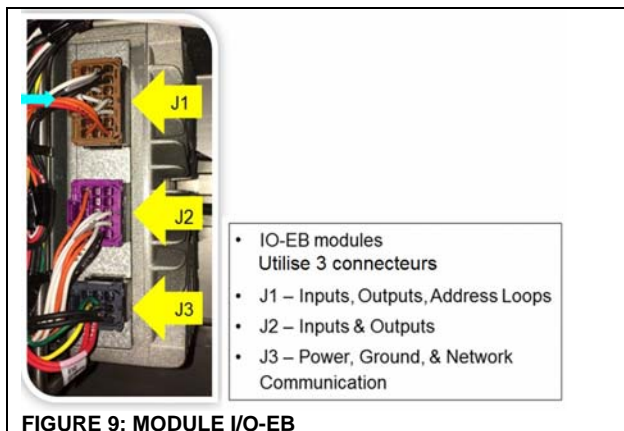 J1
J2
J3
• IO-EB modules
Utilise 3 connecteurs
• J1 – Inputs, Outputs, Address Loops
• J2 – Inputs & Outputs
• J3 – Power, Ground, & Network
Communication
FIGURE 9: MODULE I/O-EB